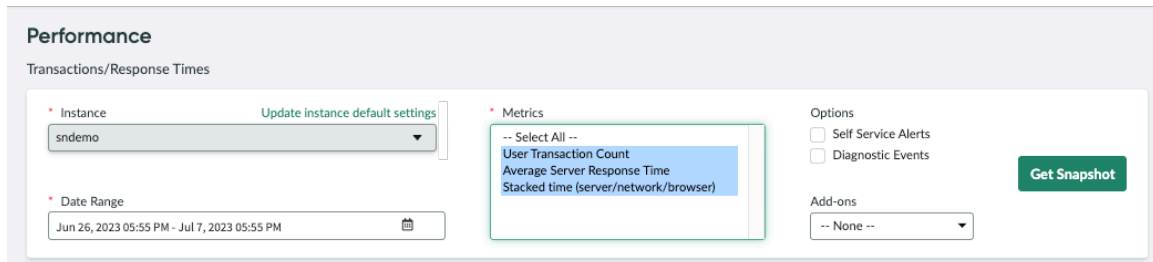 Performance
Transactions/Response Times
* Instance
Update instance default settings
sndemo
* Date Range
Jun 26, 2023 05:55 PM - Jul 7, 2023 05:55 PM
* Metrics
-- Select All --
User Transaction Count
Average Server Response Time
Stacked time (server/network/browser)
Options
Self Service Alerts
Diagnostic Events
Add-ons
-- None --
Get Snapshot